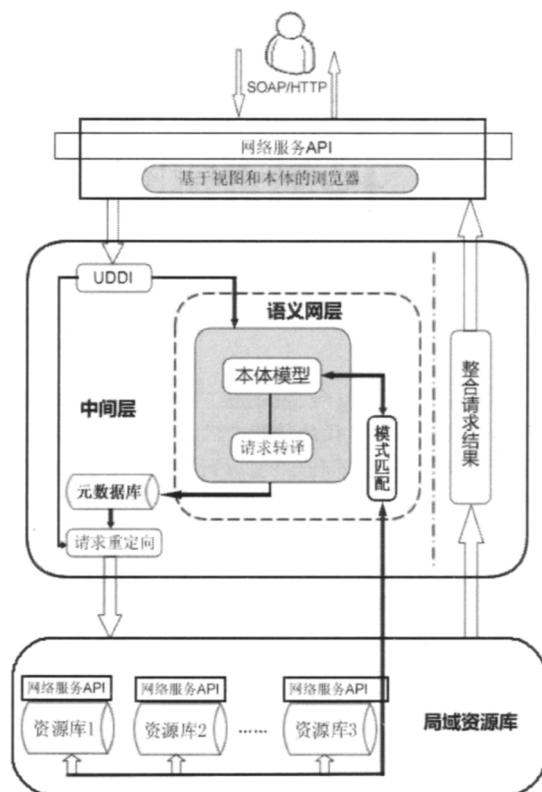 SOAP/HTTP
网络服务API
基于视图和本体的浏览器
UDDI
语义网层
本体模型
中间层
请求转译
模式匹配
整合请求结果
元数据库
请求重定向
网络服务API
网络服务API
网络服务API
资源库1
资源库2
……
资源库3
局域资源库